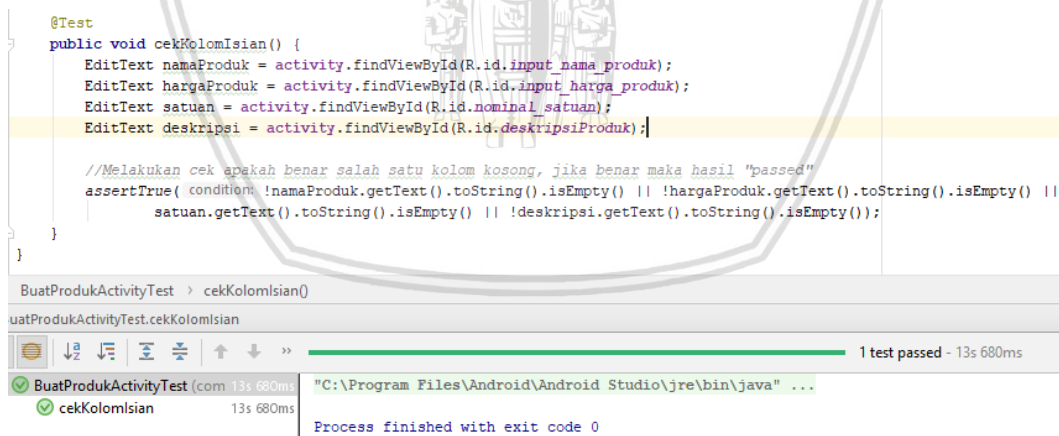 @Test
public void cekKolomIsian() {
EditText namaProduk = activity.findViewById(R.id.input_nama_produk);
EditText hargaProduk = activity.findViewById(R.id.input_harga_produk);
EditText satuan = activity.findViewById(R.id.nominal_satuan);
EditText deskripsi = activity.findViewById(R.id.deskripsiProduk);
//Melakukan cek apakah benar salah satu kolom kosong, jika benar maka hasil "passed"
assertTrue( condition: !namaProduk.getText().toString().isEmpty() || !hargaProduk.getText().toString().isEmpty() ||
satuan.getText().toString().isEmpty() || !deskripsi.getText().toString().isEmpty());
}
}
BuatProdukActivityTest › cekKolomIsian()
uatProdukActivityTest.cekKolomIsian
» 1 test passed - 13s 680ms
BuatProdukActivityTest (com 13s 680ms "C:\Program Files\Android\Android Studio\jre\bin\java" ...
cekKolomIsian 13s 680ms
Process finished with exit code 0